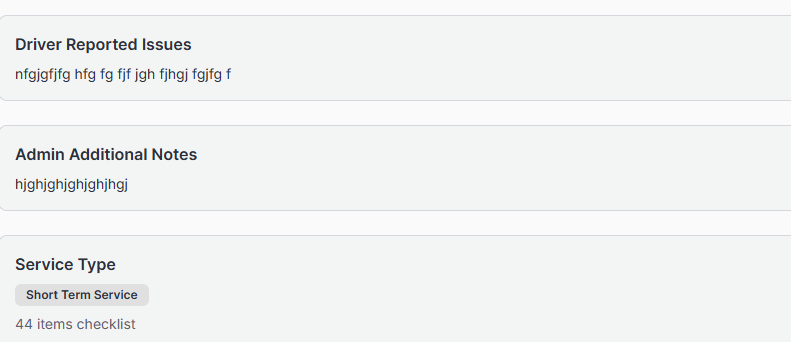 Driver Reported Issues
nfgjgfjfg hfg fg fjf jgh fjhgj fgjfg f
Admin Additional Notes
hjghjghjghjghjhgj
Service Type
Short Term Service
44 items checklist